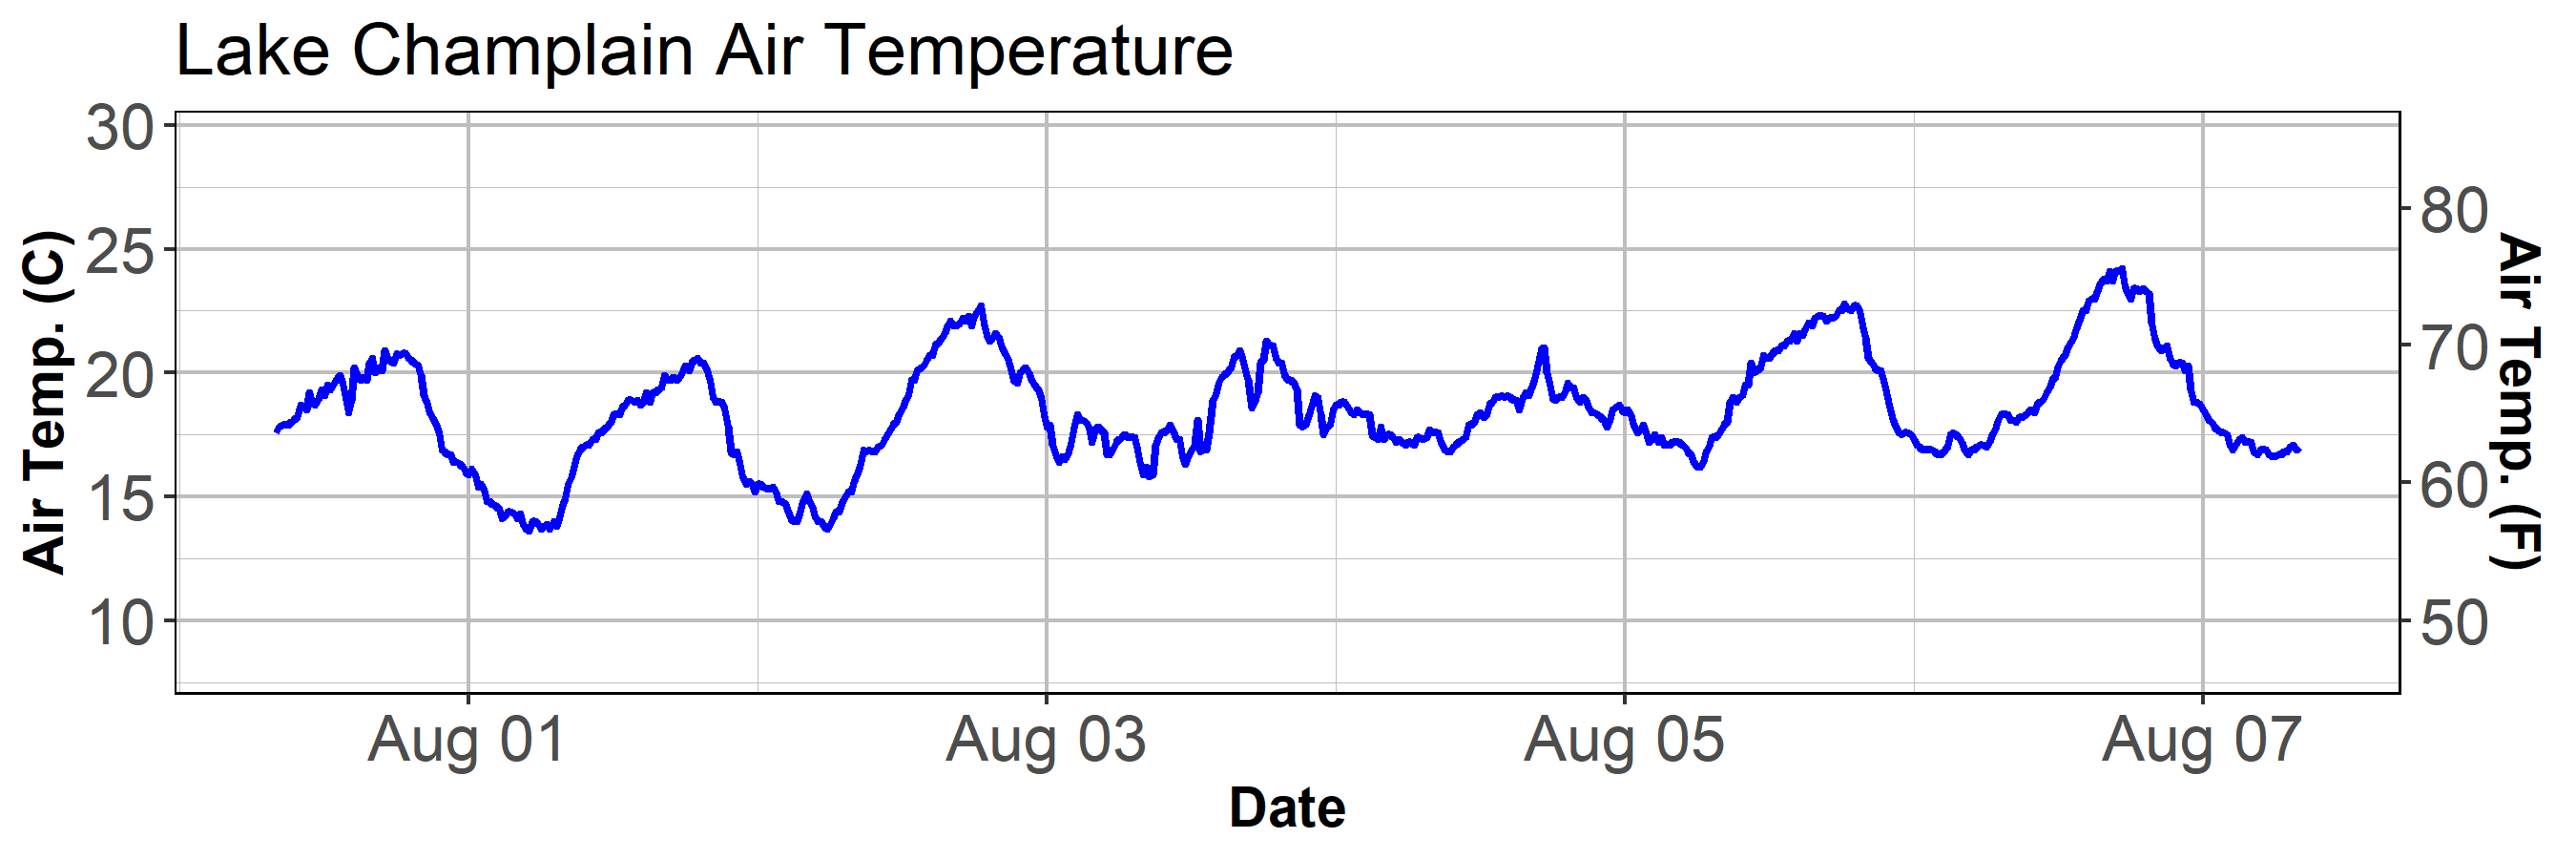 Lake Champlain Air Temperature
30
25
20
15
10
Air Temp. (C)
80
70
60
50
Air Temp. (F)
Aug 01
Aug 03
Aug 05
Aug 07
Date